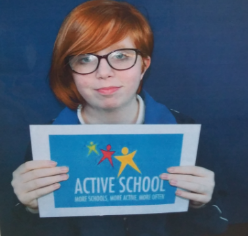 ACTIVE SCHOOL
MORE SCHOOLS, MORE ACTIVE, MORE OFTEN